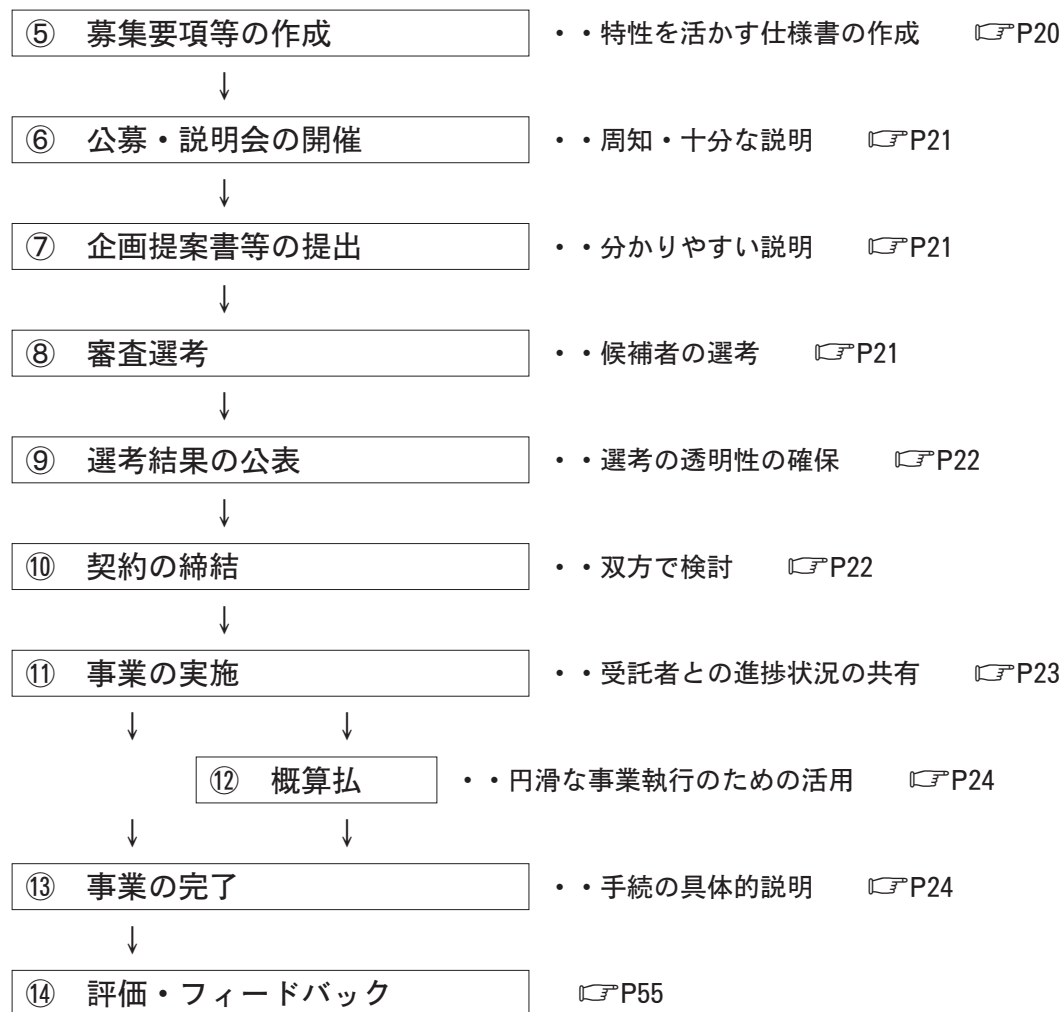 ⑤ 募集要項等の作成 ・・特性を活かす仕様書の作成 ☞P20
↓
⑥ 公募・説明会の開催 ・・周知・十分な説明 ☞P21
↓
⑦ 企画提案書等の提出 ・・分かりやすい説明 ☞P21
↓
⑧ 審査選考 ・・候補者の選考 ☞P21
↓
⑨ 選考結果の公表 ・・選考の透明性の確保 ☞P22
↓
⑩ 契約の締結 ・・双方で検討 ☞P22
↓
⑪ 事業の実施 ・・受託者との進捗状況の共有 ☞P23
↓ ↓
⑫ 概算払 ・・円滑な事業執行のための活用 ☞P24
↓ ↓
⑬ 事業の完了 ・・手続の具体的説明 ☞P24
↓
⑭ 評価・フィードバック ☞P55